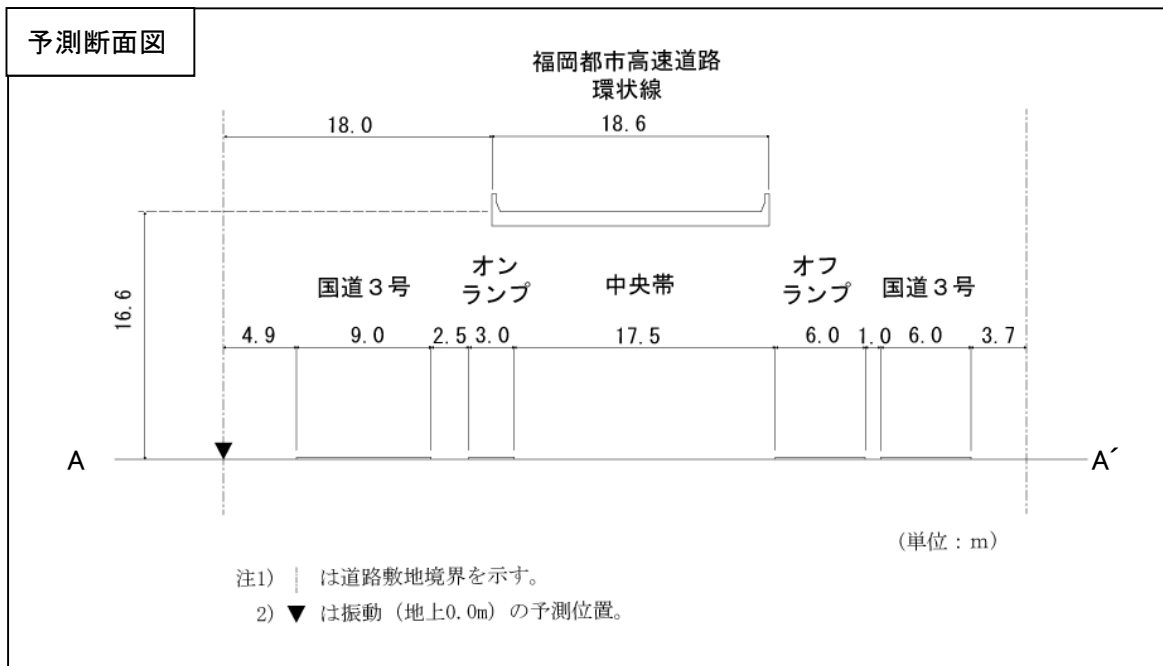 予測断面図
福岡都市高速道路
環状線
18.0
18.6
16.6
国道3号
オン
ランプ
中央帯
オフ
ランプ
国道3号
4.9
9.0
2.5
3.0
17.5
6.0
1.0
6.0
3.7
A
A´
(単位：m)
注1) は道路敷地境界を示す。
2) ▼ は振動（地上0.0m）の予測位置。